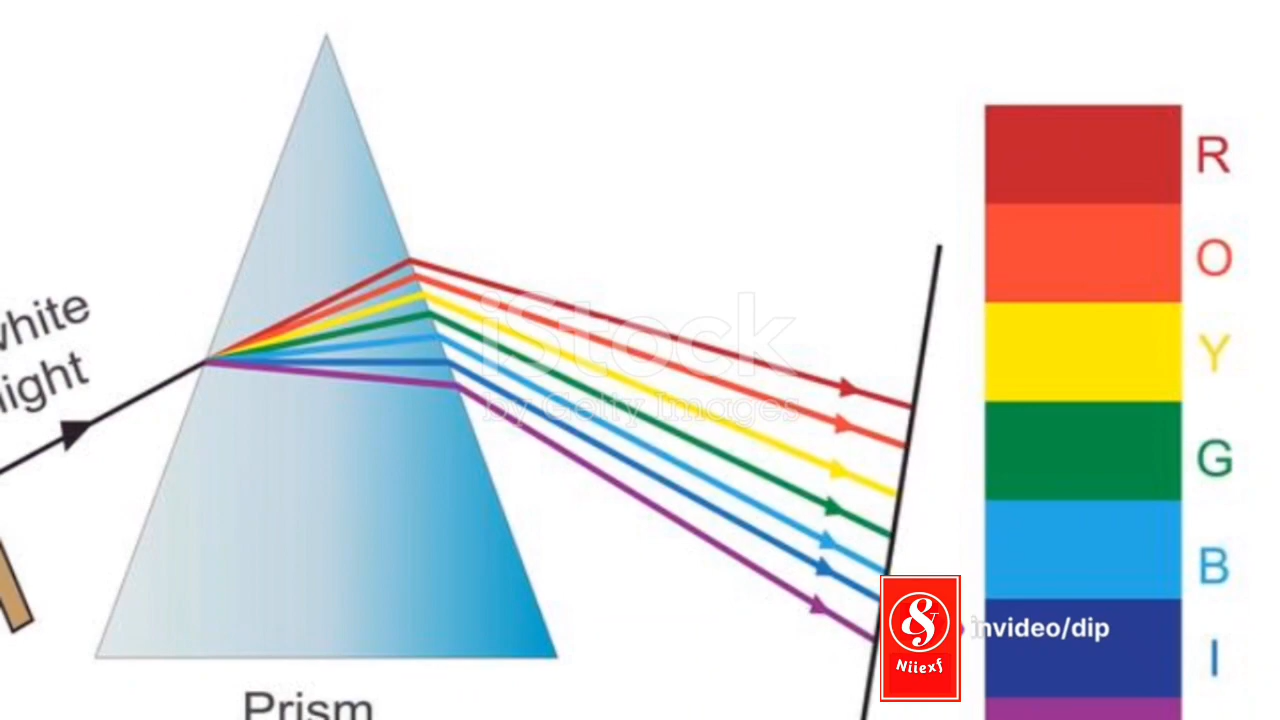 white
light
Prism
R
O
Y
G
B
I
iStock
by Getty Images
&
Niiexf
invideo/dip